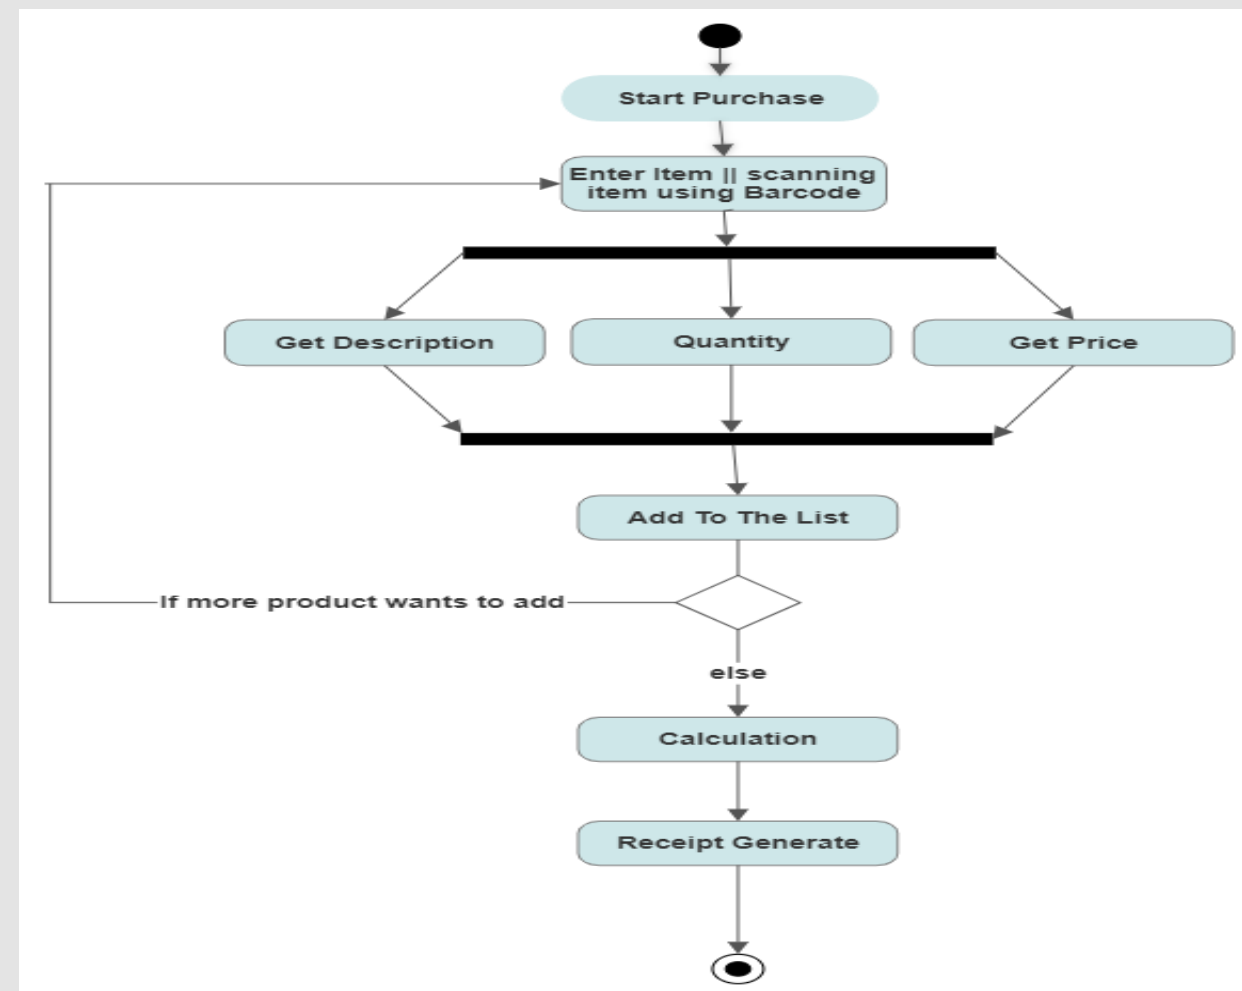 Start Purchase
Enter Item || scanning
item using Barcode
Get Description
Quantity
Get Price
Add To The List
If more product wants to add
else
Calculation
Receipt Generate